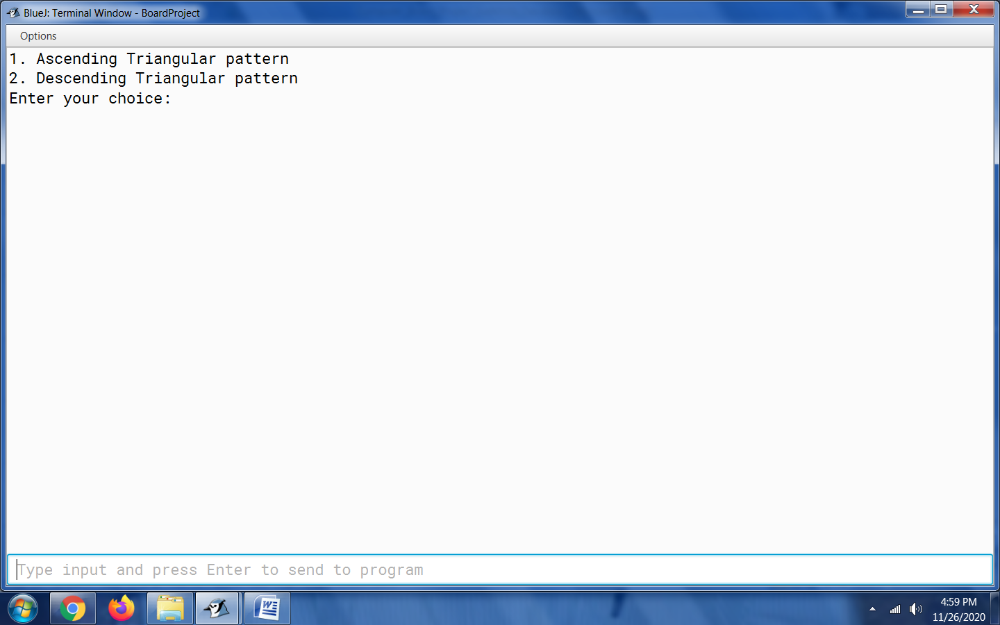 BlueJ: Terminal Window - BoardProject
Options
1. Ascending Triangular pattern
2. Descending Triangular pattern
Enter your choice:
Type input and press Enter to send to program
4:59 PM
11/26/2020